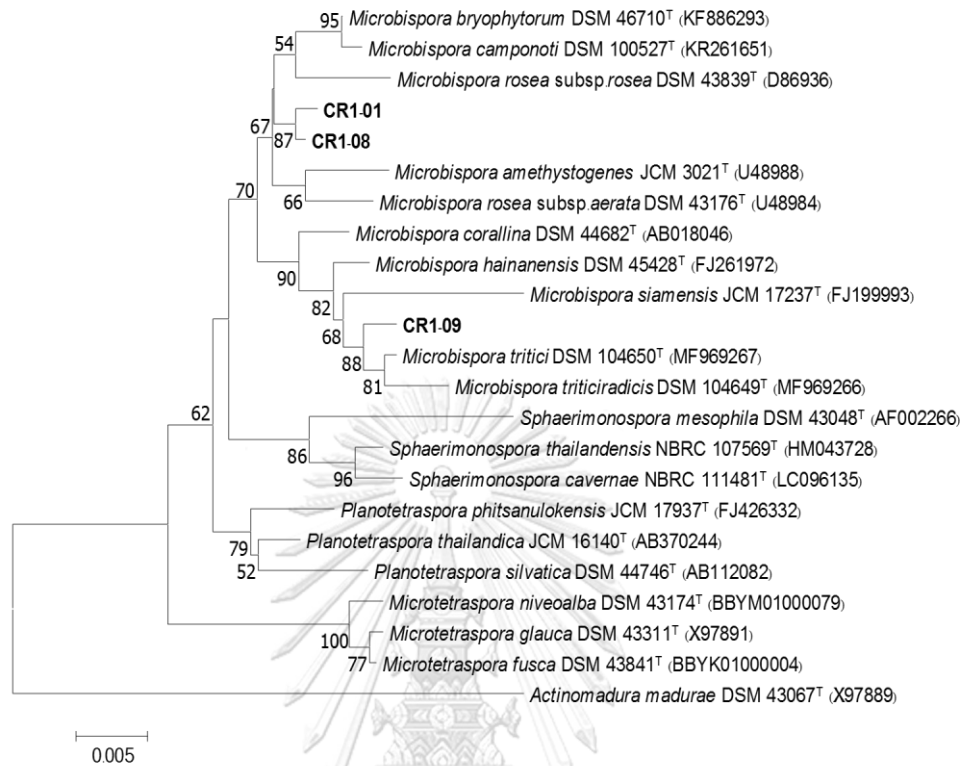 95 Microbispora bryophytorum DSM 46710ᵀ (KF886293)
54 Microbispora camponoti DSM 100527ᵀ (KR261651)
Microbispora rosea subsp.rosea DSM 43839ᵀ (D86936)
CR1-01
67
87 CR1-08
Microbispora amethystogenes JCM 3021ᵀ (U48988)
70
66 Microbispora rosea subsp.aerata DSM 43176ᵀ (U48984)
Microbispora corallina DSM 44682ᵀ (AB018046)
90 Microbispora hainanensis DSM 45428ᵀ (FJ261972)
Microbispora siamensis JCM 17237ᵀ (FJ199993)
82
CR1-09
68
88 Microbispora tritici DSM 104650ᵀ (MF969267)
81 Microbispora triticiradicis DSM 104649ᵀ (MF969266)
62 Sphaerimonospora mesophila DSM 43048ᵀ (AF002266)
86 Sphaerimonospora thailandensis NBRC 107569ᵀ (HM043728)
96 Sphaerimonospora cavernae NBRC 111481ᵀ (LC096135)
Planotetraspora phitsanulokensis JCM 17937ᵀ (FJ426332)
79 Planotetraspora thailandica JCM 16140ᵀ (AB370244)
52 Planotetraspora silvatica DSM 44746ᵀ (AB112082)
Microtetraspora niveoalba DSM 43174ᵀ (BBYM01000079)
100 Microtetraspora glauca DSM 43311ᵀ (X97891)
77 Microtetraspora fusca DSM 43841ᵀ (BBYK01000004)
Actinomadura madurae DSM 43067ᵀ (X97889)
0.005